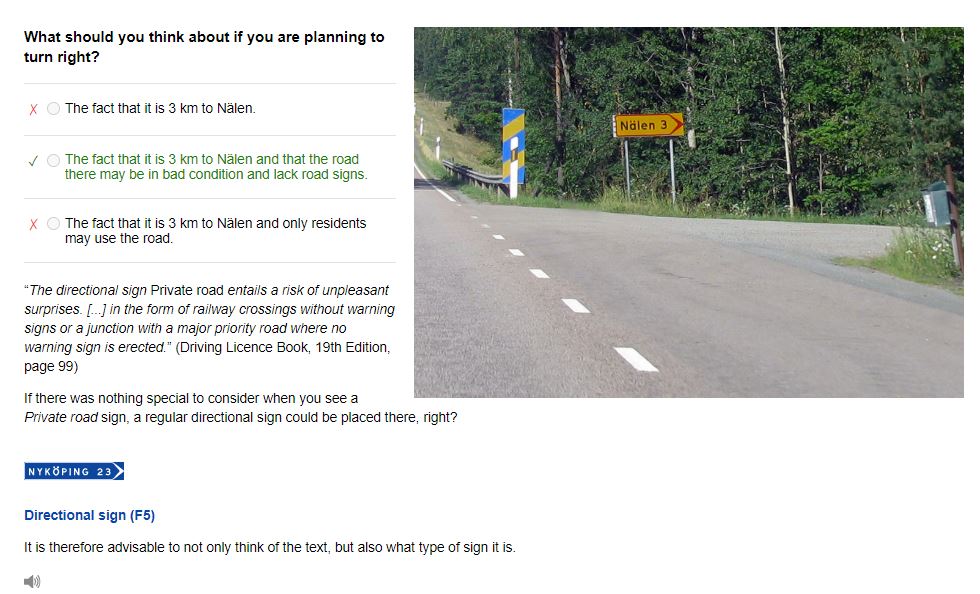 What should you think about if you are planning to
turn right?
X The fact that it is 3 km to Nälen.
✓ The fact that it is 3 km to Nälen and that the road
there may be in bad condition and lack road signs.
X The fact that it is 3 km to Nälen and only residents
may use the road.
“The directional sign Private road entails a risk of unpleasant
surprises. [...] in the form of railway crossings without warning
signs or a junction with a major priority road where no
warning sign is erected.” (Driving Licence Book, 19th Edition,
page 99)
If there was nothing special to consider when you see a
Private road sign, a regular directional sign could be placed there, right?
NYKÖPING 23
Directional sign (F5)
It is therefore advisable to not only think of the text, but also what type of sign it is.
Nälen 3